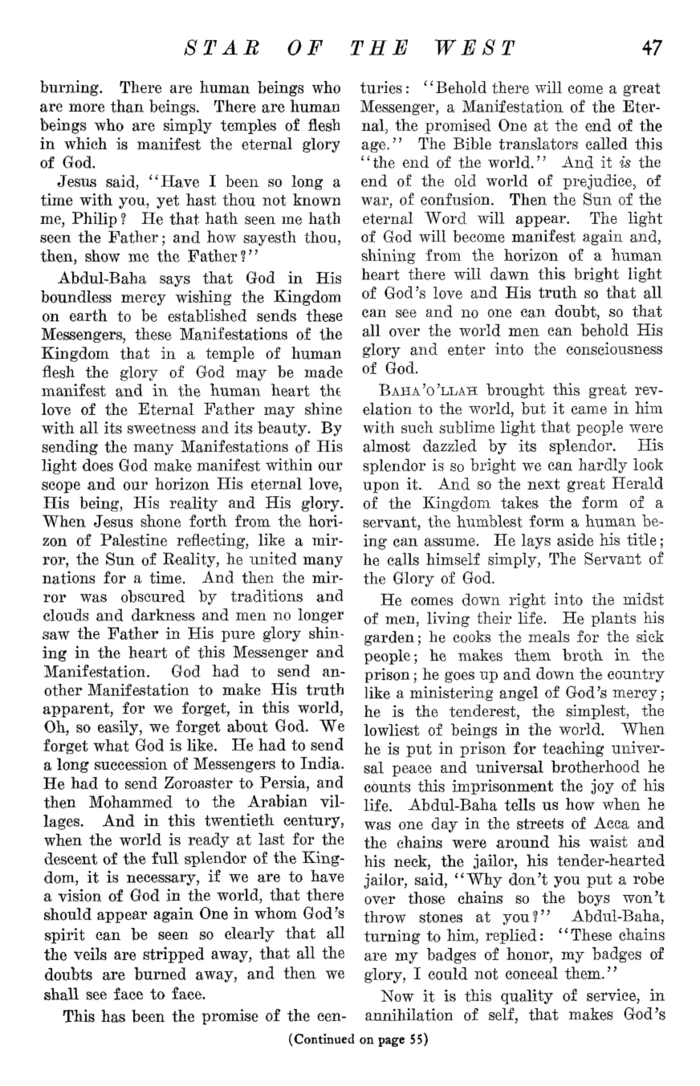 STAR OF THE WEST 47
burning. There are human beings who
are more than beings. There are human
beings who are simply temples of flesh
in which is manifest the eternal glory
of God.
Jesus said, "Have I been so long a
time with you, yet hast thou not known
me, Philip? He that hath seen me hath
seen the Father; and how sayest thou,
then, show me the Father?"
Abdul-Baha says that God in His
boundless mercy wishing the Kingdom
on earth to be established sends these
Messengers, these Manifestations of the
Kingdom that in a temple of human
flesh the glory of God may be made
manifest and in the human heart the
love of the Eternal Father may shine
with all its sweetness and its beauty. By
sending the many Manifestations of His
light does God make manifest within our
scope and our horizon His eternal love,
His being, His reality and His glory.
When Jesus shone forth from the hori-
zon of Palestine reflecting, like a mir-
ror, the Sun of Reality, he united many
nations for a time. And then the mir-
ror was obscured by traditions and
clouds and darkness and men no longer
saw the Father in His pure glory shin-
ing in the heart of this Messenger and
Manifestation. God had to send an-
other Manifestation to make His truth
apparent, for we forget, in this world,
Oh, so easily, we forget about God. We
forget what God is like. He had to send
a long succession of Messengers to India.
He had to send Zoroaster to Persia, and
then Mohammed to the Arabian vil-
lages. And in this twentieth century,
when the world is ready at last for the
descent of the full splendor of the King-
dom, it is necessary, if we are to have
a vision of God in the world, that there
should appear again One in whom God's
spirit can be seen so clearly that all
the veils are stripped away, that all the
doubts are burned away, and then we
shall see face to face.
This has been the promise of the cen-
turies: "Behold there will come a great
Messenger, a Manifestation of the Eter-
nal, the promised One at the end of the
age." The Bible translators called this
"the end of the world." And it is the
end of the old world of prejudice, of
war, of confusion. Then the Sun of the
eternal Word will appear. The light
of God will become manifest again and,
shining from the horizon of a human
heart there will dawn this bright light
of God's love and His truth so that all
can see and no one can doubt, so that
all over the world men can behold His
glory and enter into the consciousness
of God.
BAHA'O'LLAH brought this great rev-
elation to the world, but it came in him
with such sublime light that people were
almost dazzled by its splendor. His
splendor is so bright we can hardly look
upon it. And so the next great Herald
of the Kingdom takes the form of a
servant, the humblest form a human be-
ing can assume. He lays aside his title;
he calls himself simply, The Servant of
the Glory of God.
He comes down right into the midst
of men, living their life. He plants his
garden; he cooks the meals for the sick
people; he makes them broth in the
prison; he goes up and down the country
like a ministering angel of God's mercy;
he is the tenderest, the simplest, the
lowliest of beings in the world. When
he is put in prison for teaching univer-
sal peace and universal brotherhood he
counts this imprisonment the joy of his
life. Abdul-Baha tells us how when he
was one day in the streets of Acca and
the chains were around his waist and
his neck, the jailor, his tender-hearted
jailor, said, "Why don't you put a robe
over those chains so the boys won't
throw stones at you?" Abdul-Baha,
turning to him, replied: "These chains
are my badges of honor, my badges of
glory, I could not conceal them."
Now it is this quality of service, in
annihilation of self, that makes God's
(Continued on page 55)